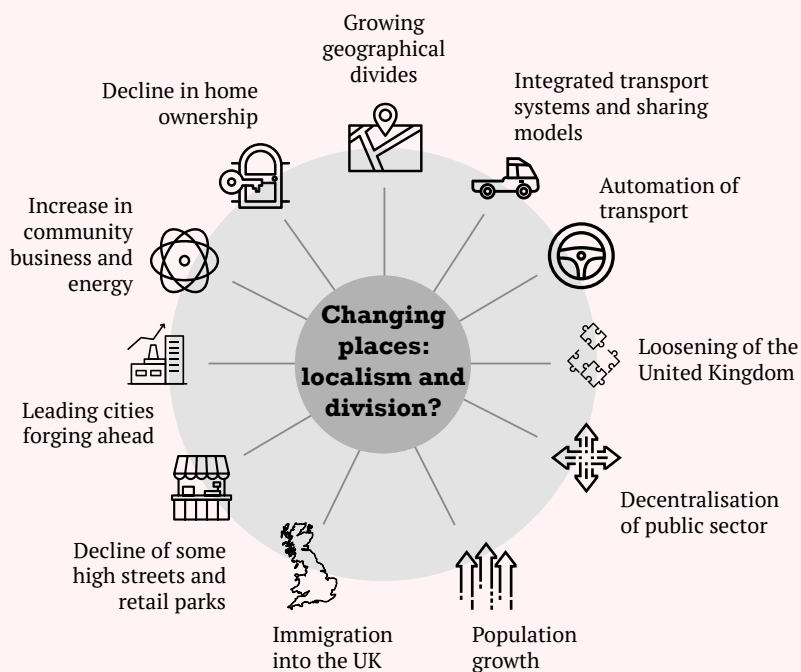 Growing
geographical
divides
Integrated transport
systems and sharing
models
Automation of
transport
Loosening of the
United Kingdom
Decentralisation
of public sector
Population
growth
Immigration
into the UK
Decline of some
high streets and
retail parks
Leading cities
forging ahead
Increase in
community
business and
energy
Decline in home
ownership
Changing
places:
localism and
division?